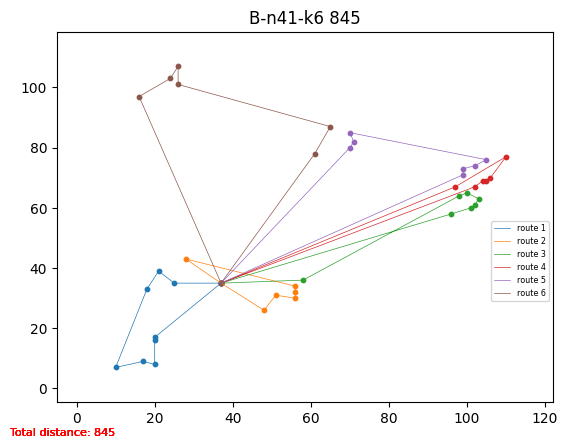 B-n41-k6 845
100
80
60
40
20
0
0 20 40 60 80 100 120
route 1
route 2
route 3
route 4
route 5
route 6
Total distance: 845